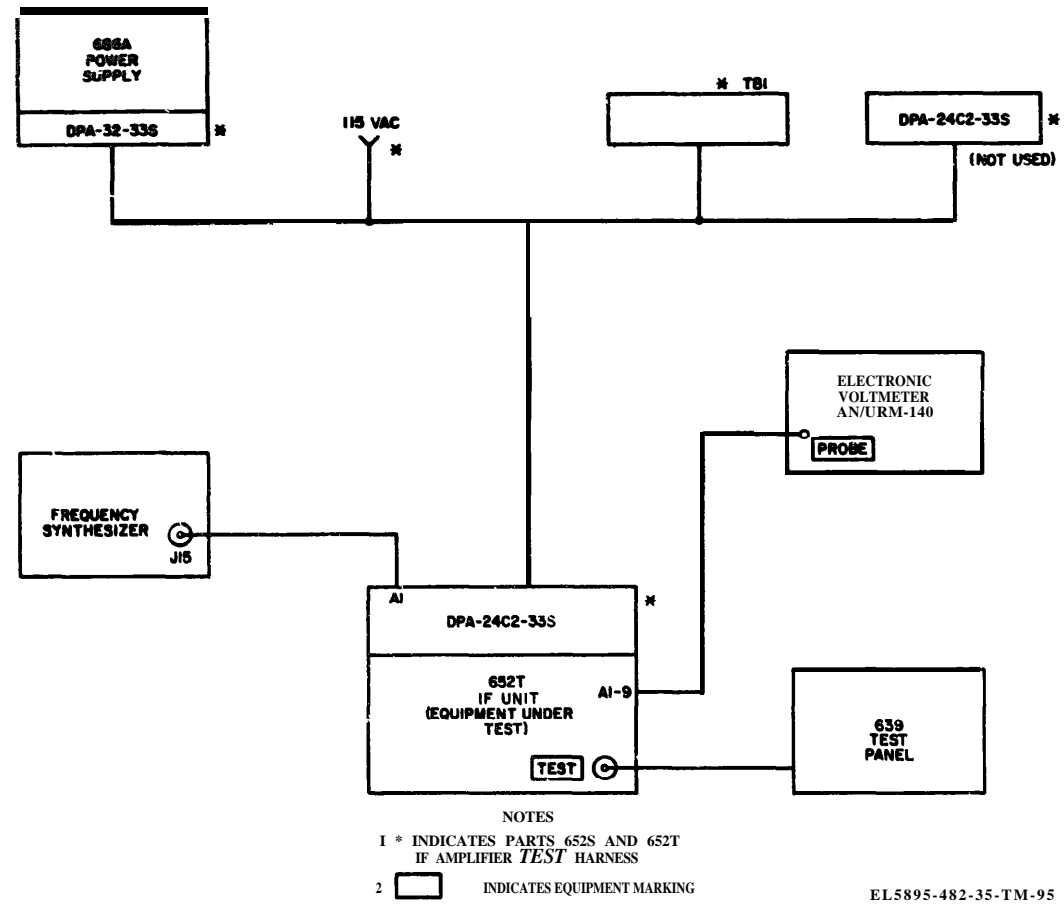 686A
POWER
SUPPLY
DPA-32-33S *
115 VAC
*
* TB1
DPA-24C2-33S *
(NOT USED)
ELECTRONIC
VOLTMETER
AN/URM-140
PROBE
FREQUENCY
SYNTHESIZER
J15
A1
DPA-24C2-33S *
652T
IF UNIT
(EQUIPMENT UNDER
TEST)
A1-9
TEST
639
TEST
PANEL
NOTES
I * INDICATES PARTS 652S AND 652T
IF AMPLIFIER TEST HARNESS
2 INDICATES EQUIPMENT MARKING
EL5895-482-35-TM-95